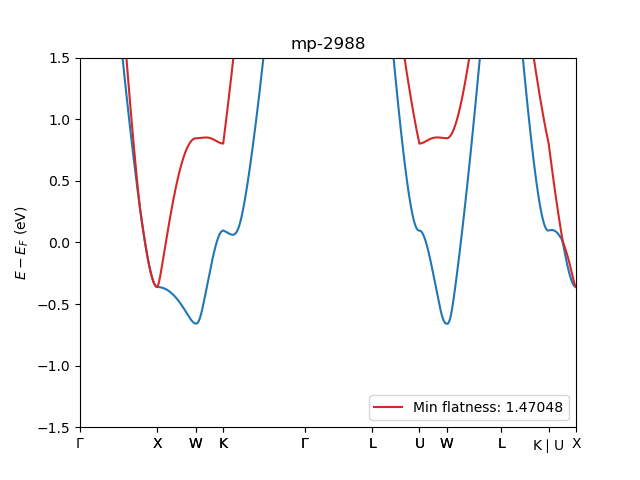 mp-2988
1.5
1.0
0.5
0.0
−0.5
−1.0
−1.5
E − E_F (eV)
Min flatness: 1.47048
Γ X W K Γ L U W L K | U X